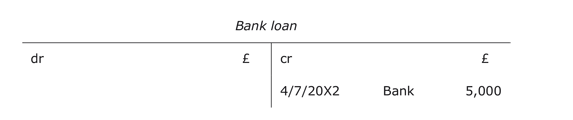 Bank loan
dr £ cr £
4/7/20X2 Bank 5,000